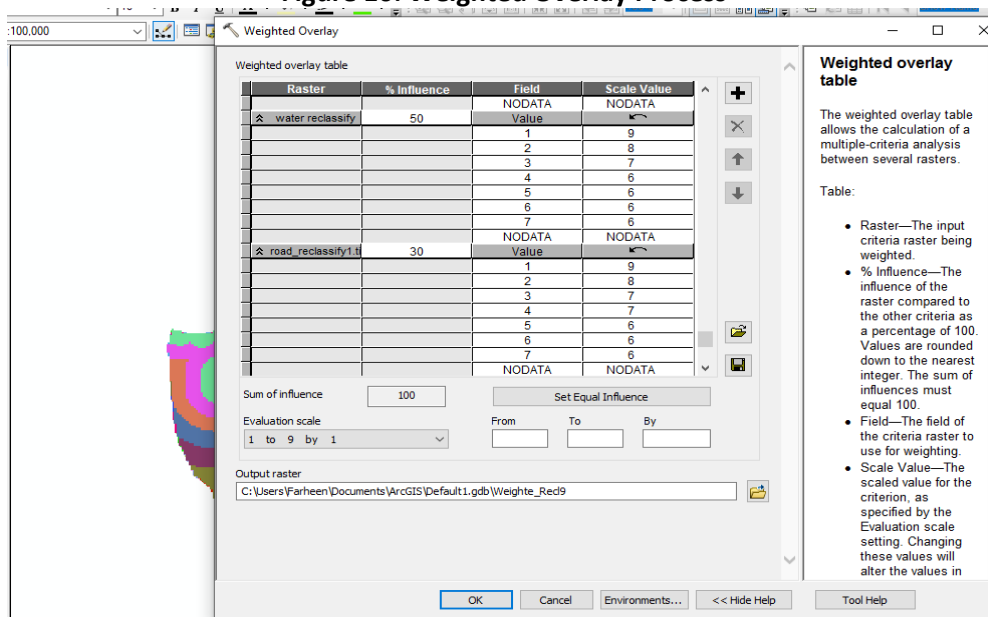 Figure 10: Weighted Overlay Process
:100,000
Weighted Overlay
Weighted overlay table
Raster % Influence Field Scale Value
NODATA NODATA
water reclassify 50 Value
1 9
2 8
3 7
4 6
5 6
6 6
7 6
NODATA NODATA
road_reclassify1.ti 30 Value
1 9
2 8
3 7
4 7
5 6
6 6
7 6
NODATA NODATA
Sum of influence 100 Set Equal Influence
Evaluation scale From To By
1 to 9 by 1
Output raster
C:\Users\Farheen\Documents\ArcGIS\Default1.gdb\Weighte_Recl9
OK Cancel Environments... << Hide Help Tool Help
Weighted overlay
table
The weighted overlay table
allows the calculation of a
multiple-criteria analysis
between several rasters.
Table:
• Raster—The input
criteria raster being
weighted.
• % Influence—The
influence of the
raster compared to
the other criteria as
a percentage of 100.
Values are rounded
down to the nearest
integer. The sum of
influences must
equal 100.
• Field—The field of
the criteria raster to
use for weighting.
• Scale Value—The
scaled value for the
criterion, as
specified by the
Evaluation scale
setting. Changing
these values will
alter the values in